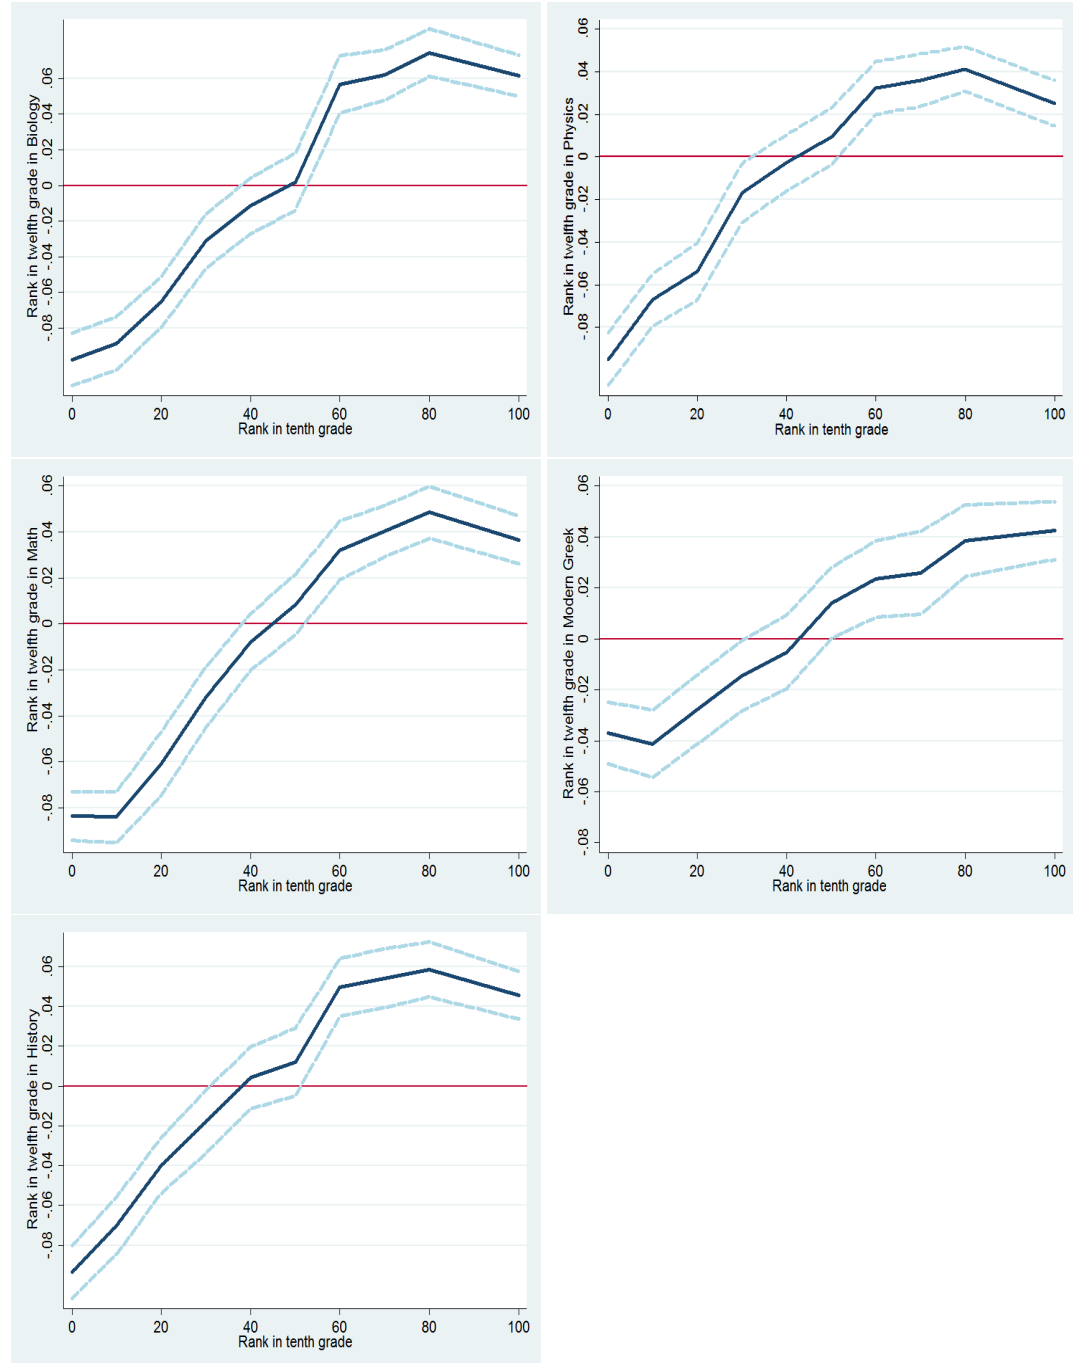 Rank in twelfth grade in Biology
.06
.04
.02
0
-.02
-.04
-.06
-.08
0 20 40 60 80 100
Rank in tenth grade
Rank in twelfth grade in Physics
.06
.04
.02
0
-.02
-.04
-.06
-.08
0 20 40 60 80 100
Rank in tenth grade
Rank in twelfth grade in Math
.06
.04
.02
0
-.02
-.04
-.06
-.08
0 20 40 60 80 100
Rank in tenth grade
Rank in twelfth grade in Modern Greek
.06
.04
.02
0
-.02
-.04
-.06
-.08
0 20 40 60 80 100
Rank in tenth grade
Rank in twelfth grade in History
.06
.04
.02
0
-.02
-.04
-.06
-.08
0 20 40 60 80 100
Rank in tenth grade